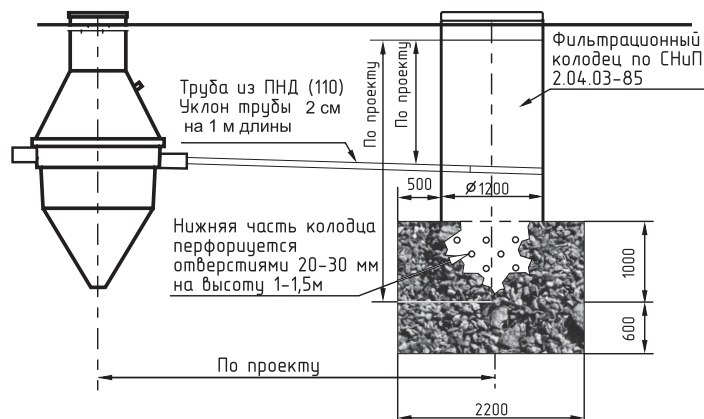 Фильтрационный
колодец по СНиП
2.04.03-85
Труба из ПНД (110)
Уклон трубы 2 см
на 1 м длины
По проекту
По проекту
500
⌀1200
Нижняя часть колодца
перфорируется
отверстиями 20-30 мм
на высоту 1-1,5м
1000
600
По проекту
2200